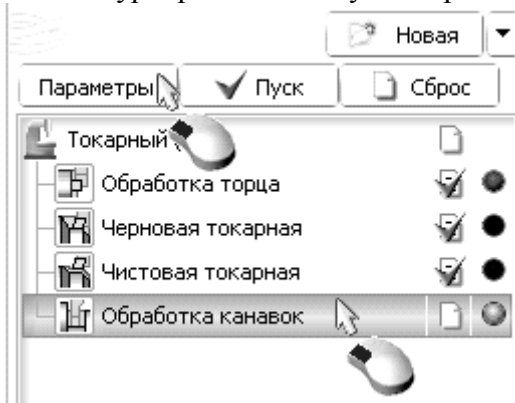 Новая
Параметры Пуск Сброс
Токарный
Обработка торца
Черновая токарная
Чистовая токарная
Обработка канавок